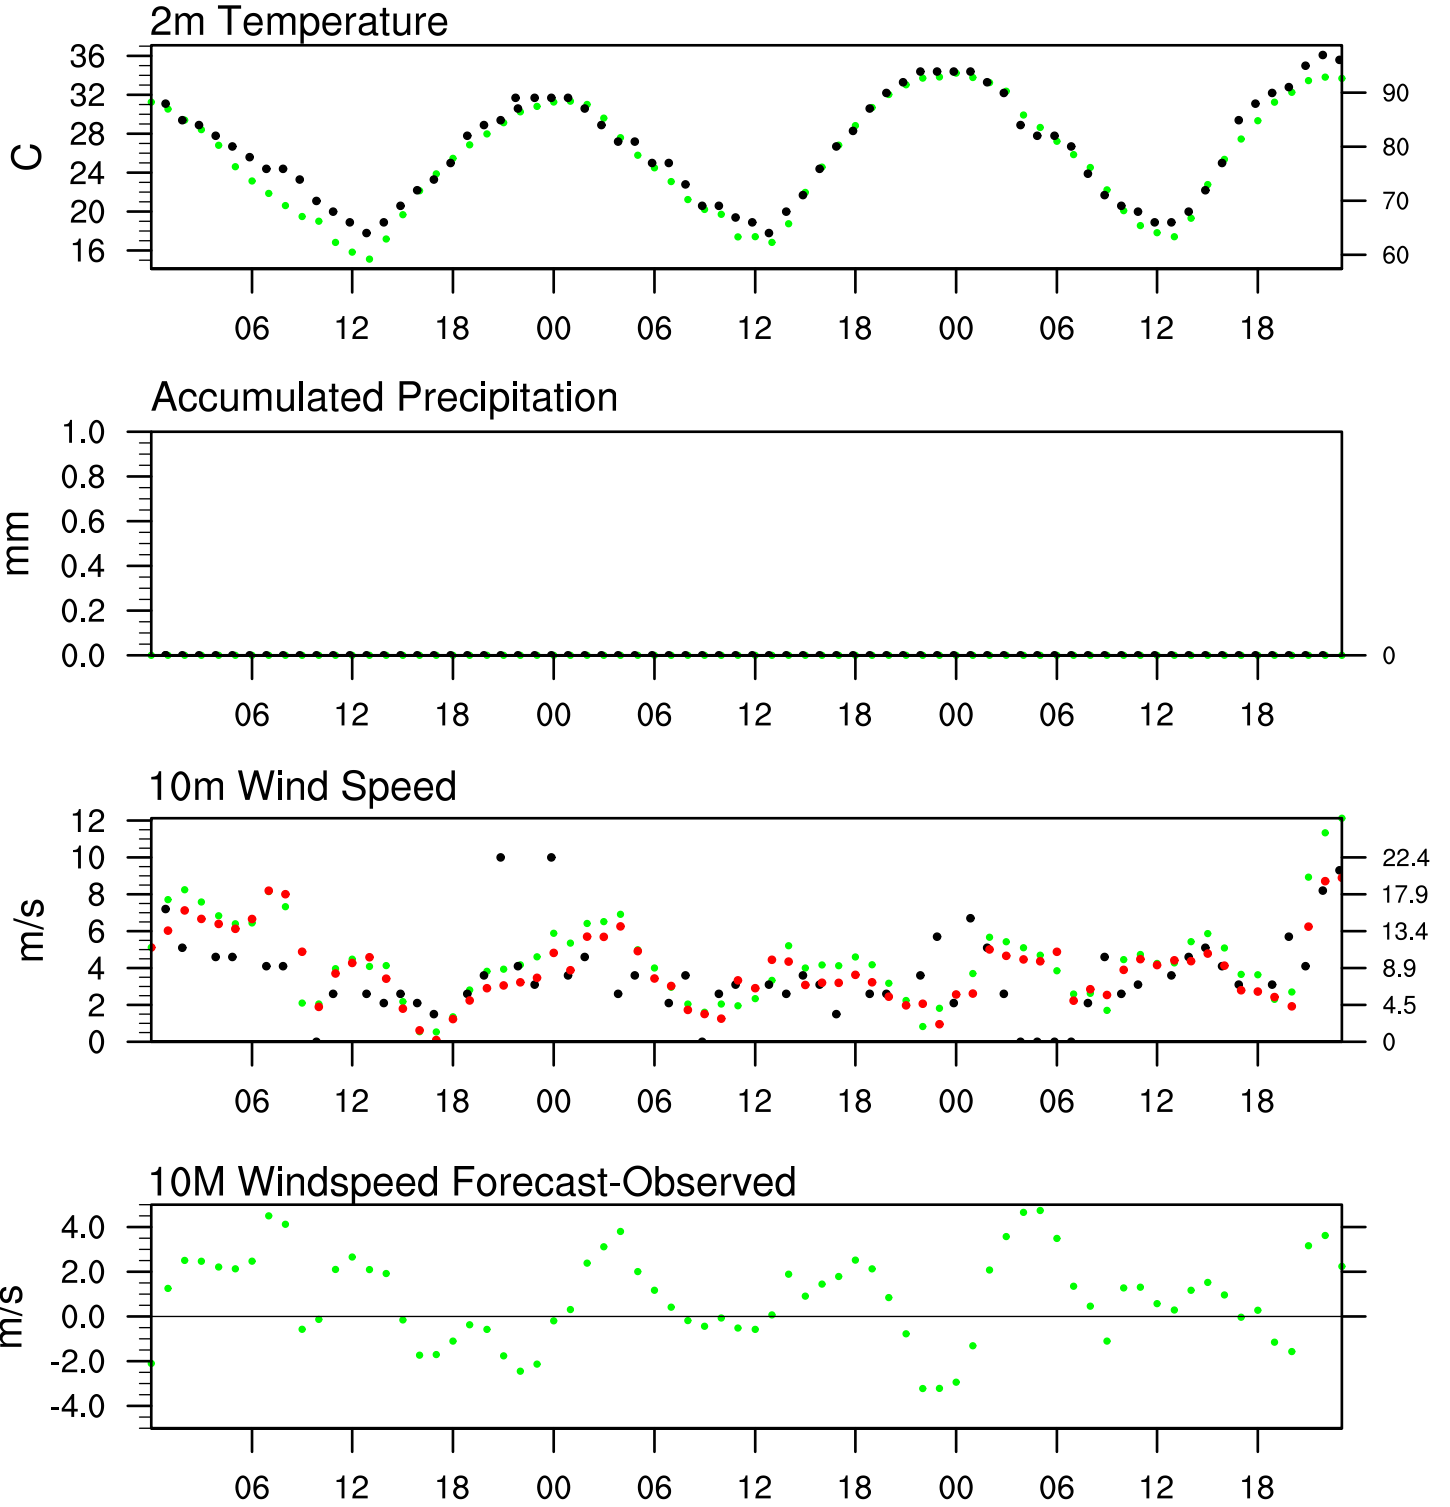 2m Temperature
36
32
28
24
20
16
C
90
80
70
60
06 12 18 00 06 12 18 00 06 12 18
Accumulated Precipitation
1.0
0.8
0.6
0.4
0.2
0.0
mm
0
06 12 18 00 06 12 18 00 06 12 18
10m Wind Speed
12
10
8
6
4
2
0
m/s
22.4
17.9
13.4
8.9
4.5
0
06 12 18 00 06 12 18 00 06 12 18
10M Windspeed Forecast-Observed
4.0
2.0
0.0
-2.0
-4.0
m/s
06 12 18 00 06 12 18 00 06 12 18